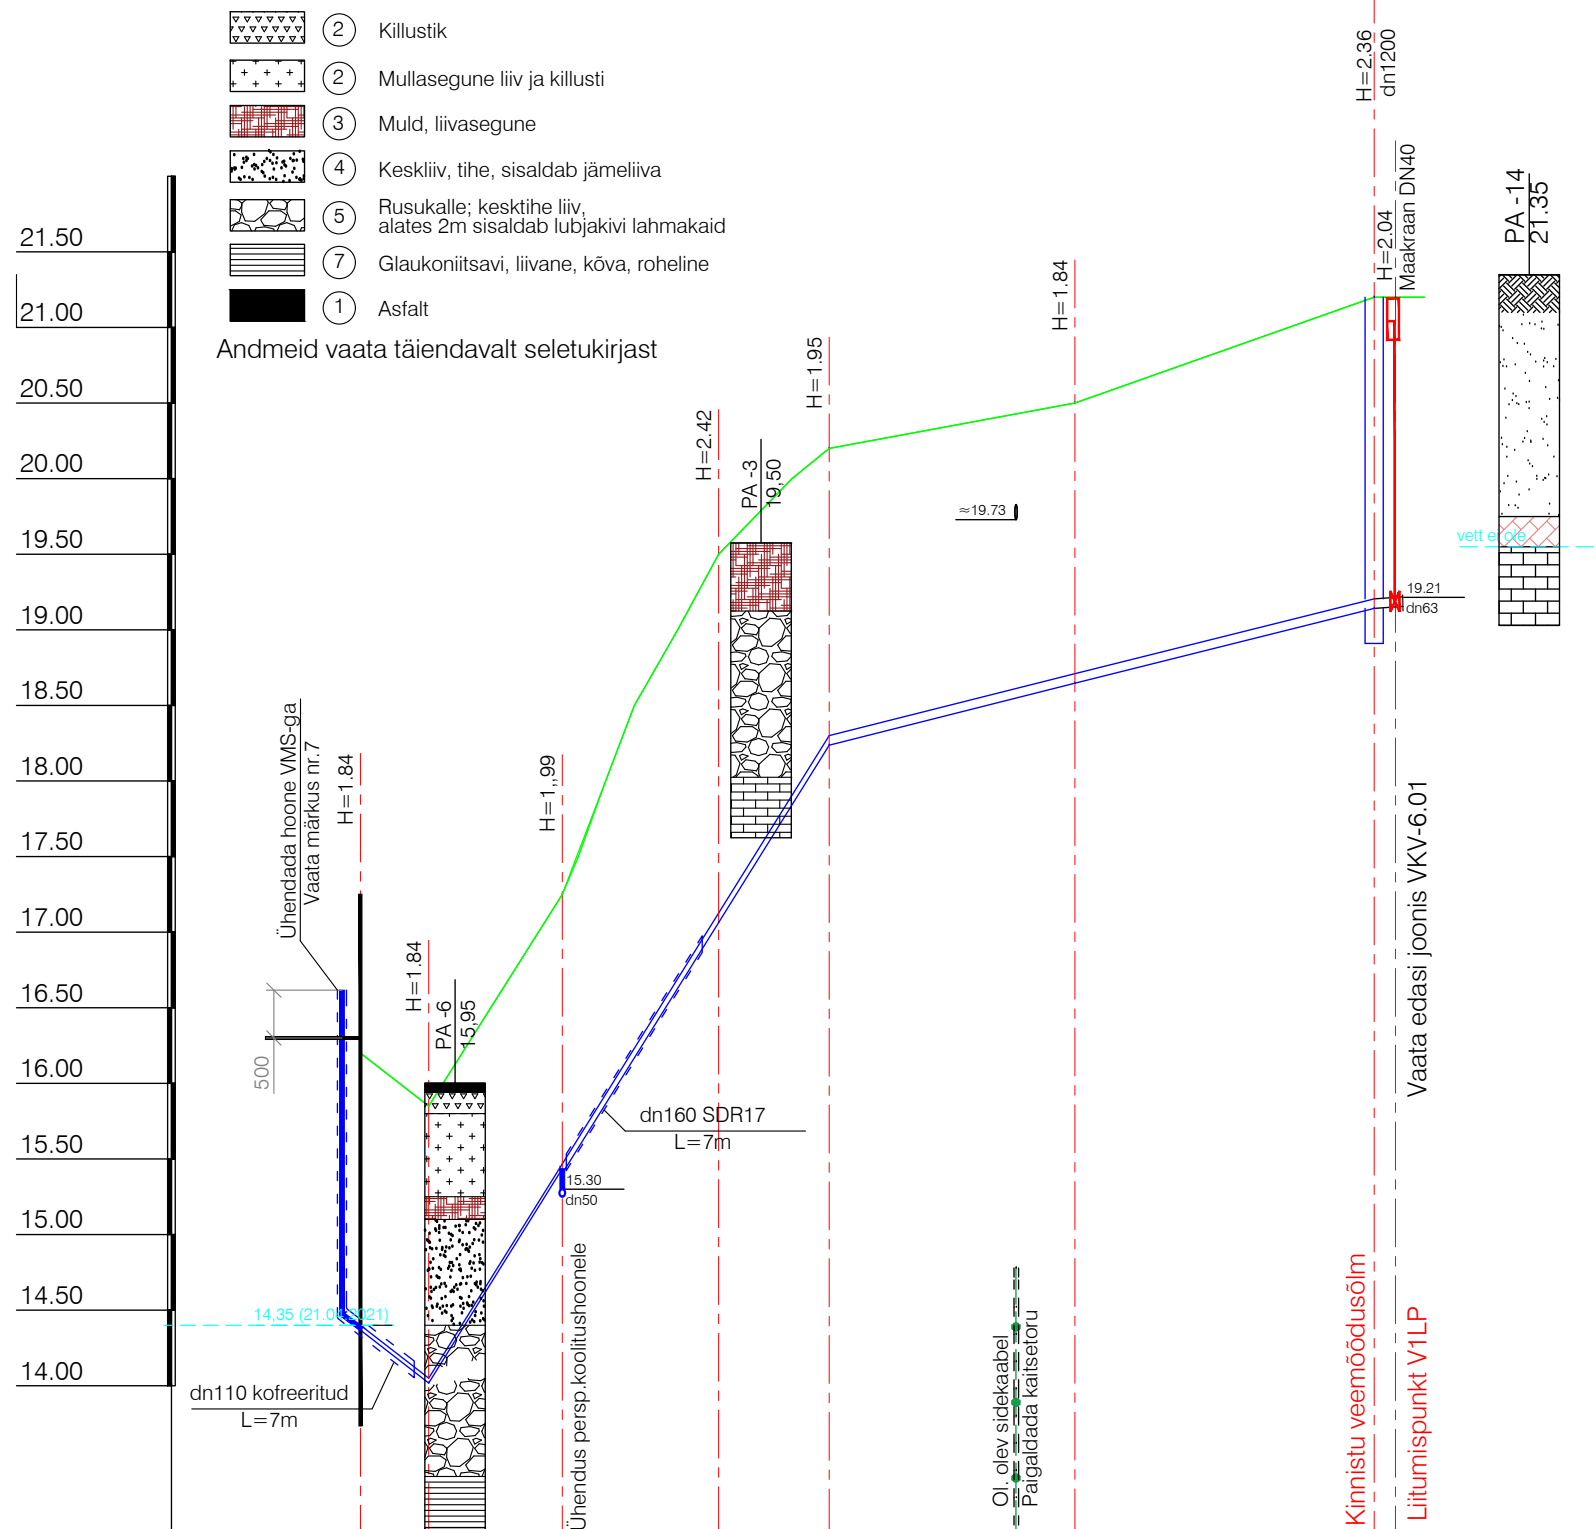 2 Killustik
2 Mullasegune liiv ja killusti
3 Muld, liivasegune
4 Keskliiv, tihe, sisaldab jämeliiva
5 Rusukalle; kesktihe liiv,
alates 2m sisaldab lubjakivi lahmakaid
7 Glaukoniitsavi, liivane, kõva, roheline
1 Asfalt
Andmeid vaata täiendavalt seletukirjast
21.50
21.00
20.50
20.00
19.50
19.00
18.50
18.00
17.50
17.00
16.50
16.00
15.50
15.00
14.50
14.00
Ühendada hoone VMS-ga
Vaata märkus nr.7
H=1.84
500
H=1.84
PA -6
15,95
H=1,,99
H=2.42
PA -3
19,50
H=1.95
≈19.73
H=1.84
H=2.36
dn1200
H=2.04
Maakraan DN40
PA -14
21.35
vett ei ole
19.21
dn63
dn160 SDR17
L=7m
15.30
dn50
dn110 kofreeritud
L=7m
Ühendus persp.koolitushoonele
Ol. olev sidekaabel
Paigaldada kaitsetoru
Kinnistu veemõõdusõlm
Liitumispunkt V1LP
Vaata edasi joonis VKV-6.01